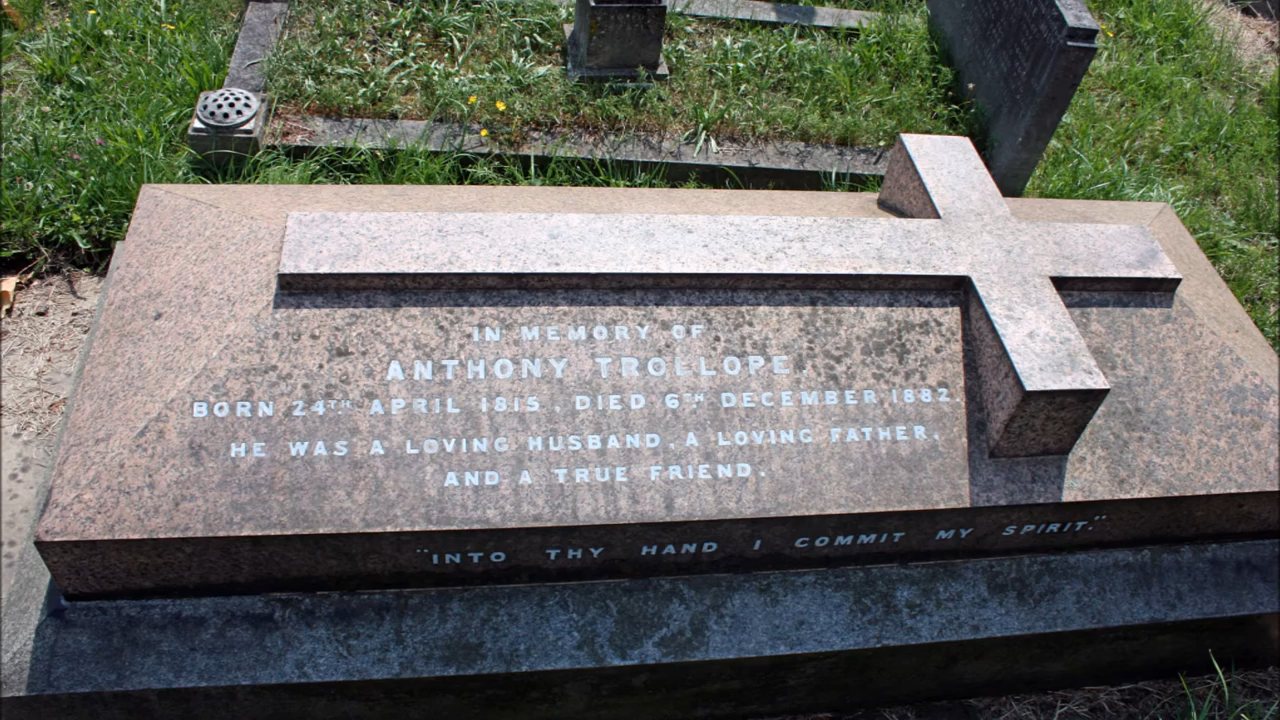 IN MEMORY OF
ANTHONY TROLLOPE.
BORN 24TH APRIL 1815. DIED 6TH DECEMBER 1882.
HE WAS A LOVING HUSBAND, A LOVING FATHER,
AND A TRUE FRIEND.
"INTO THY HAND I COMMIT MY SPIRIT."